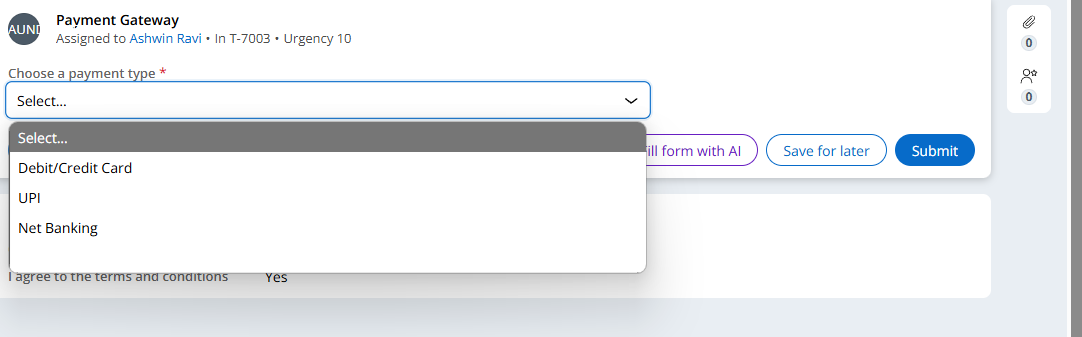 AUND
Payment Gateway
Assigned to Ashwin Ravi • In T-7003 • Urgency 10
0
Choose a payment type *
0
Select...
Select...
Debit/Credit Card
UPI
Net Banking
ill form with AI
Save for later
Submit
I agree to the terms and conditions
Yes